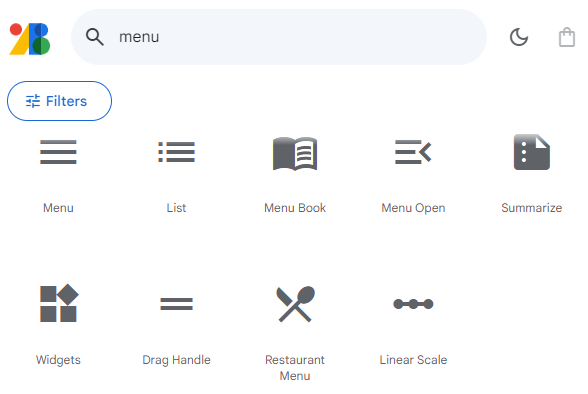 menu
Filters
Menu
List
Menu Book
Menu Open
Summarize
Widgets
Drag Handle
Restaurant
Menu
Linear Scale